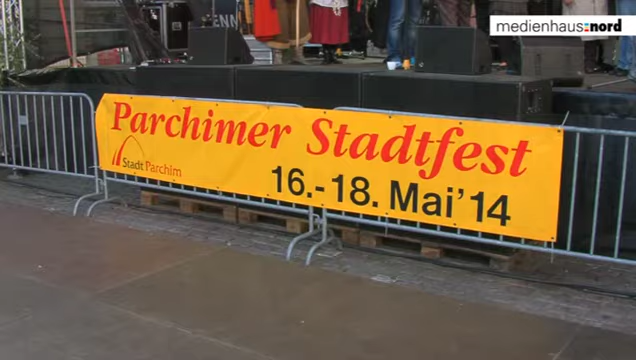 medienhaus:nord
Parchimer Stadtfest
Stadt Parchim
16.-18. Mai'14